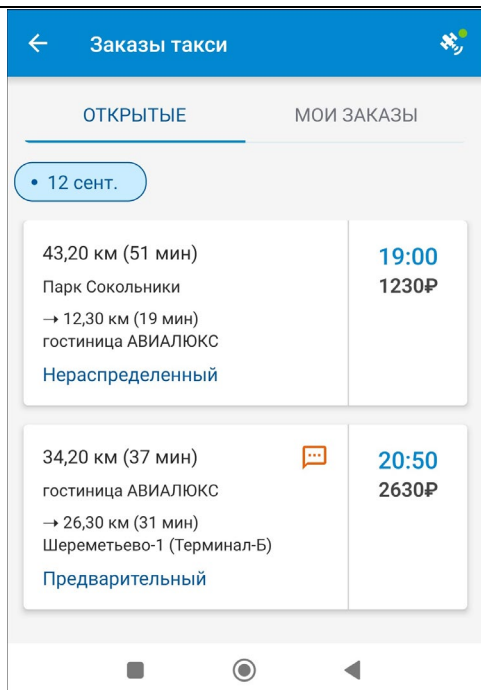 Заказы такси
ОТКРЫТЫЕ
МОИ ЗАКАЗЫ
• 12 сент.
43,20 км (51 мин)
19:00
Парк Сокольники
1230₽
→ 12,30 км (19 мин)
гостиница АВИАЛЮКС
Нераспределенный
34,20 км (37 мин)
20:50
гостиница АВИАЛЮКС
2630₽
→ 26,30 км (31 мин)
Шереметьево-1 (Терминал-Б)
Предварительный